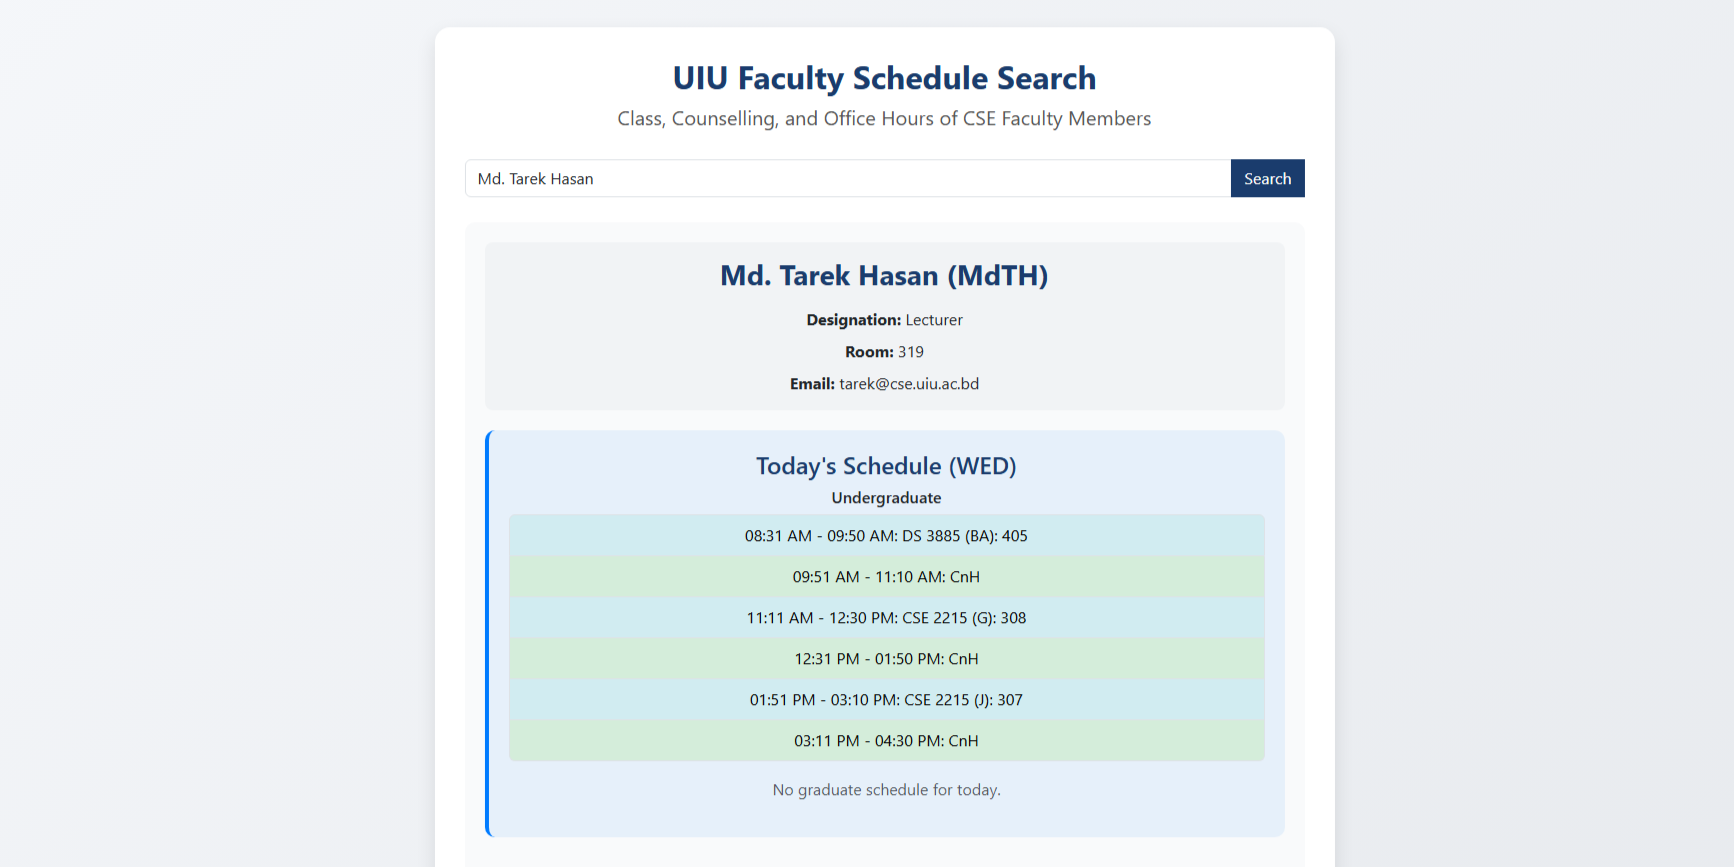 UIU Faculty Schedule Search
Class, Counselling, and Office Hours of CSE Faculty Members
Md. Tarek Hasan
Search
Md. Tarek Hasan (MdTH)
Designation: Lecturer
Room: 319
Email: tarek@cse.uiu.ac.bd
Today's Schedule (WED)
Undergraduate
08:31 AM - 09:50 AM: DS 3885 (BA): 405
09:51 AM - 11:10 AM: CnH
11:11 AM - 12:30 PM: CSE 2215 (G): 308
12:31 PM - 01:50 PM: CnH
01:51 PM - 03:10 PM: CSE 2215 (J): 307
03:11 PM - 04:30 PM: CnH
No graduate schedule for today.